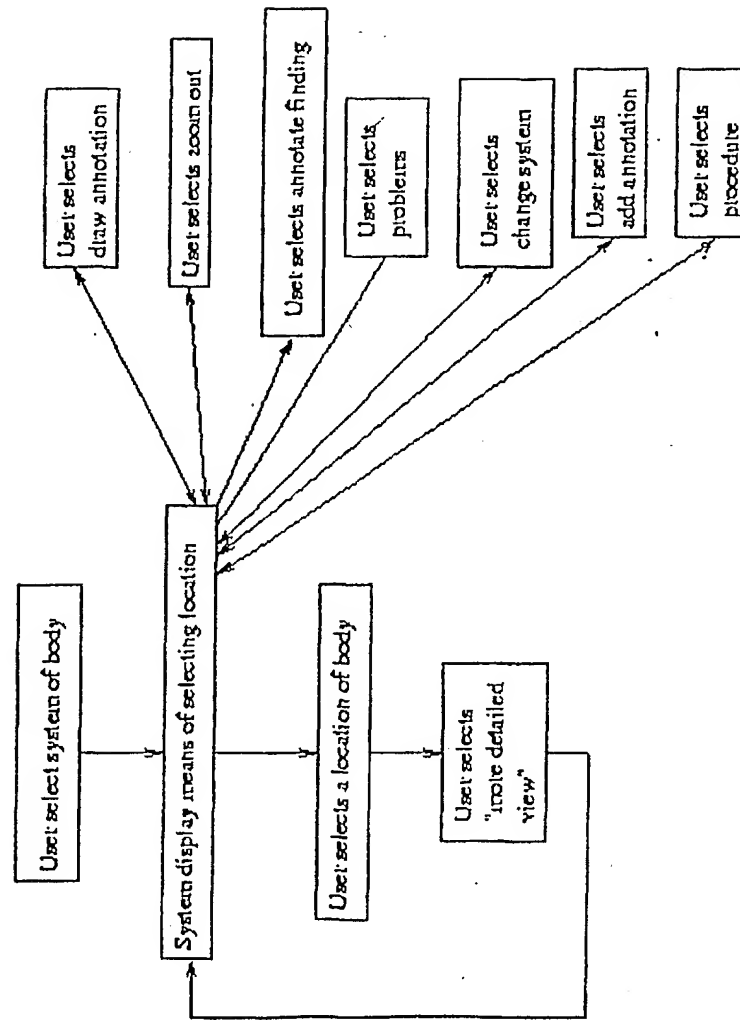 User select system of body
System display means of selecting location
User selects a location of body
User selects
"more detailed
view"
User selects
draw annotation
User selects zoom out
User selects annotate finding
User selects
problems
User selects
change system
User selects
add annotation
User selects
procedure